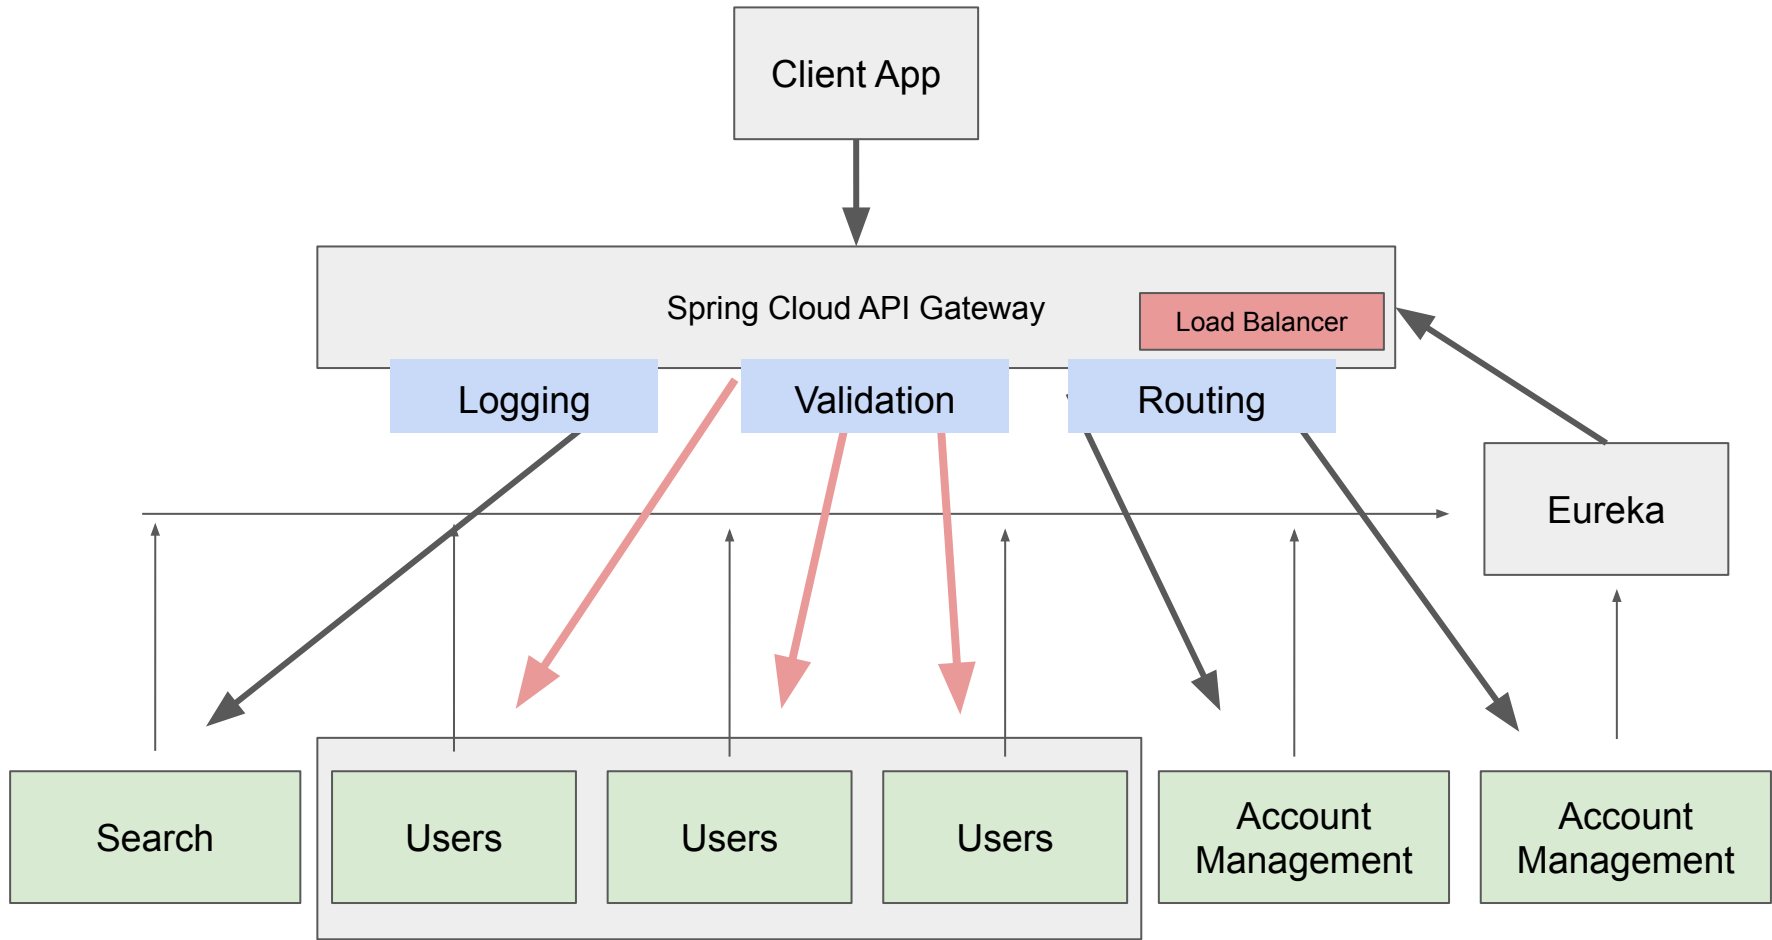 Client App
Spring Cloud API Gateway
Load Balancer
Logging
Validation
Routing
Eureka
Search
Users
Users
Users
Account
Management
Account
Management